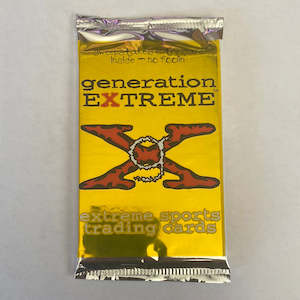 inside – no foolin'
generation
EXTREME
g
extreme sports
trading cards